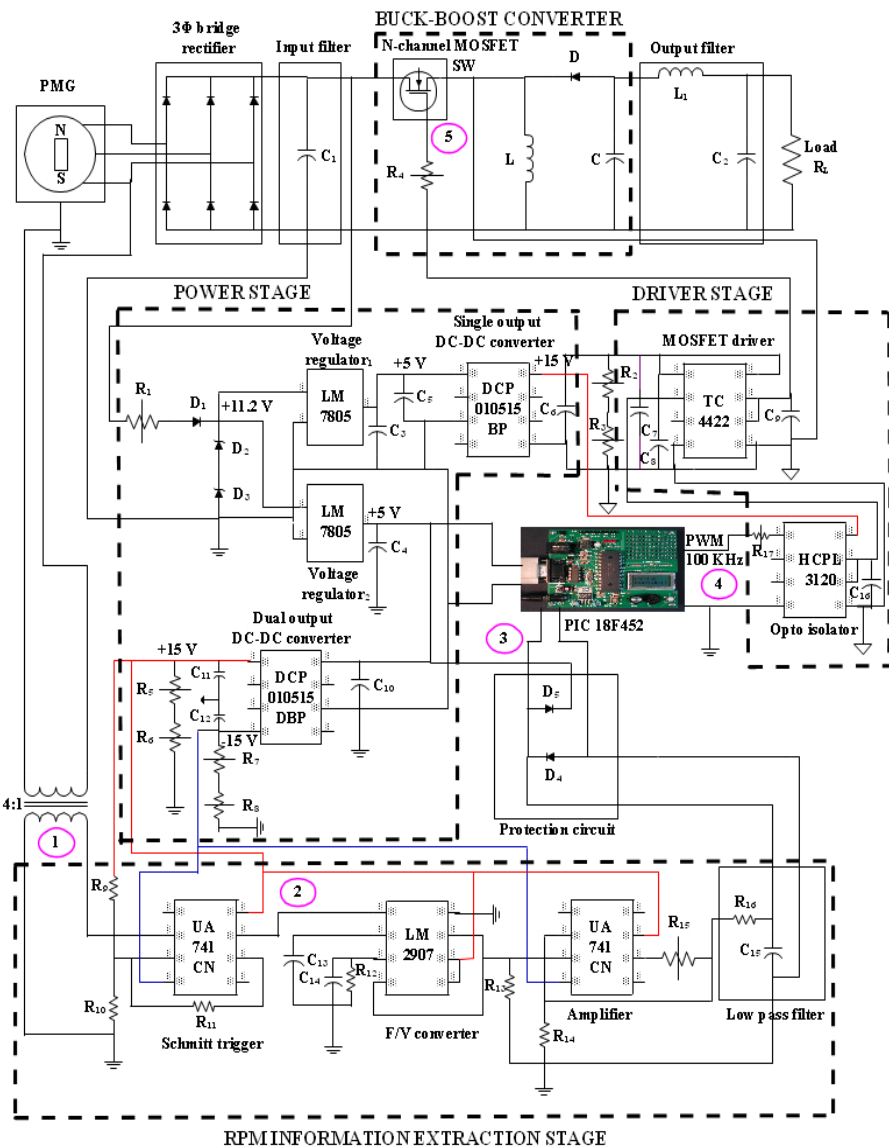 BUCK-BOOST CONVERTER
3Φ bridge
rectifier
Input filter
N-channel MOSFET
SW
D
Output filter
PMG
N
S
C1
5
R4
L
C
L1
C2
Load
RL
POWER STAGE
DRIVER STAGE
Voltage
regulator1
Single output
DC-DC converter
MOSFET driver
+5 V
+15 V
R1
D1
+11.2 V
LM
7805
C5
C3
DCP
010515
BP
C6
R2
R3
C7
C8
TC
4422
C9
D2
D3
LM
7805
+5 V
C4
Voltage
regulator2
PWM
100 KHz
R17
HCPL
3120
C16
4
Opto isolator
3
PIC 18F452
Dual output
DC-DC converter
+15 V
R5
R6
C11
C12
DCP
010515
DBP
C10
-15 V
R7
R8
D5
D4
Protection circuit
4:1
1
2
R9
R10
UA
741
CN
R11
Schmitt trigger
C13
C14
R12
LM
2907
F/V converter
R13
R14
UA
741
CN
Amplifier
R15
R16
C15
Low pass filter
RPM INFORMATION EXTRACTION STAGE